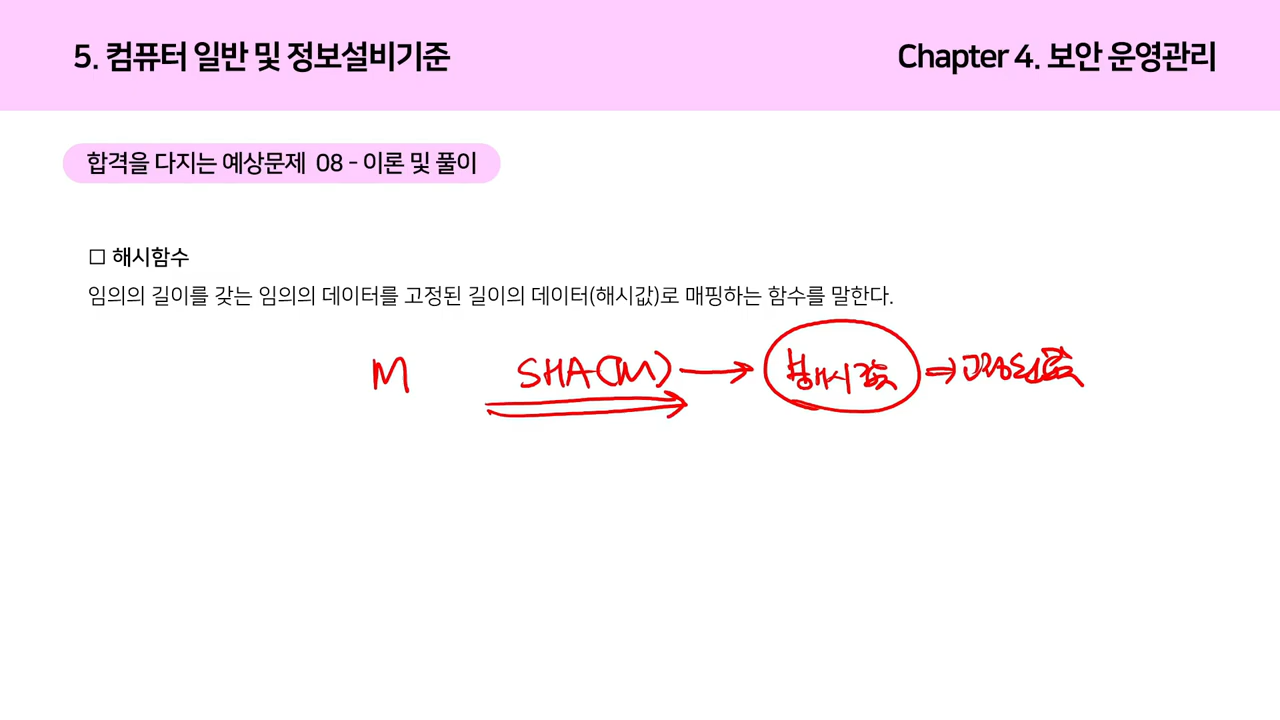 5. 컴퓨터 일반 및 정보설비기준
Chapter 4. 보안 운영관리
합격을 다지는 예상문제 08 - 이론 및 풀이
□ 해시함수
임의의 길이를 갖는 임의의 데이터를 고정된 길이의 데이터(해시값)로 매핑하는 함수를 말한다.
M SHA(M) → 해시값 ⇒ 고정된 값